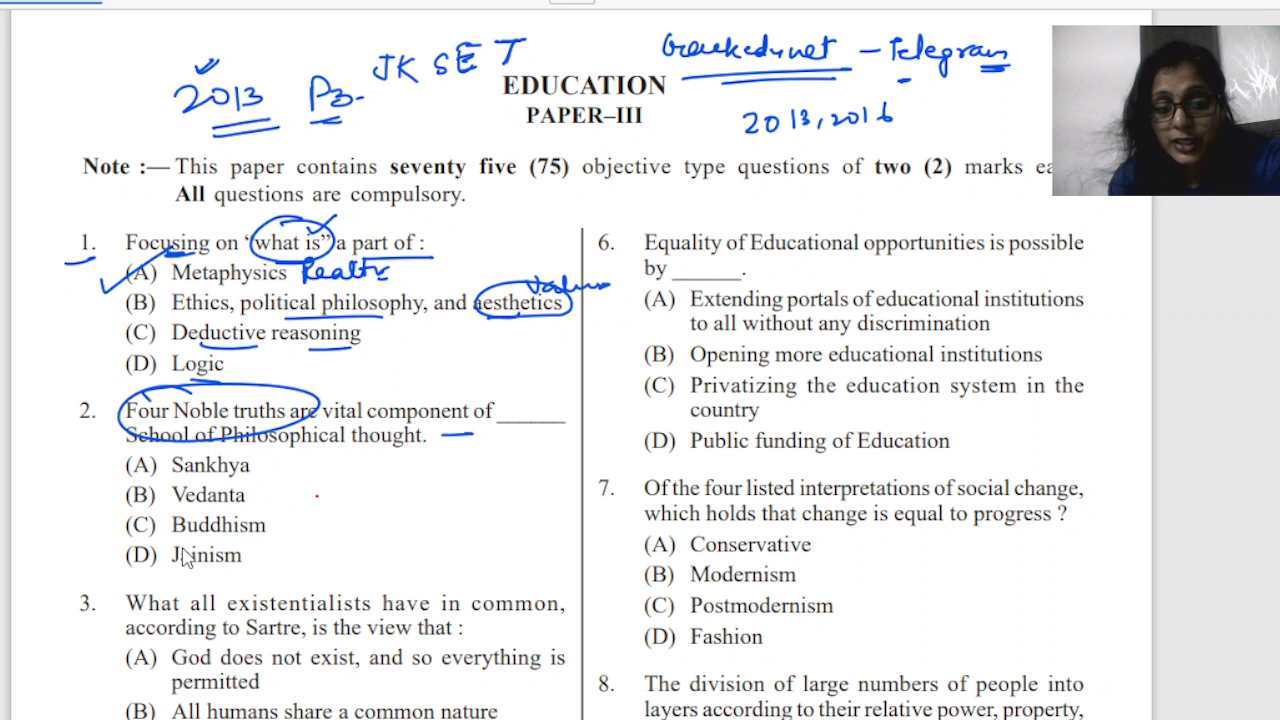 2013 P3- JK SET
EDUCATION
PAPER–III
- Telegram
2013, 2016
Note :— This paper contains seventy five (75) objective type questions of two (2) marks ea
All questions are compulsory.
1. Focusing on “what is” a part of :
(A) Metaphysics
(B) Ethics, political philosophy, and aesthetics
(C) Deductive reasoning
(D) Logic
2. Four Noble truths are vital component of ______
School of Philosophical thought.
(A) Sankhya
(B) Vedanta
(C) Buddhism
(D) Jainism
3. What all existentialists have in common,
according to Sartre, is the view that :
(A) God does not exist, and so everything is
permitted
(B) All humans share a common nature
6. Equality of Educational opportunities is possible
by ______.
(A) Extending portals of educational institutions
to all without any discrimination
(B) Opening more educational institutions
(C) Privatizing the education system in the
country
(D) Public funding of Education
7. Of the four listed interpretations of social change,
which holds that change is equal to progress ?
(A) Conservative
(B) Modernism
(C) Postmodernism
(D) Fashion
8. The division of large numbers of people into
layers according to their relative power, property,